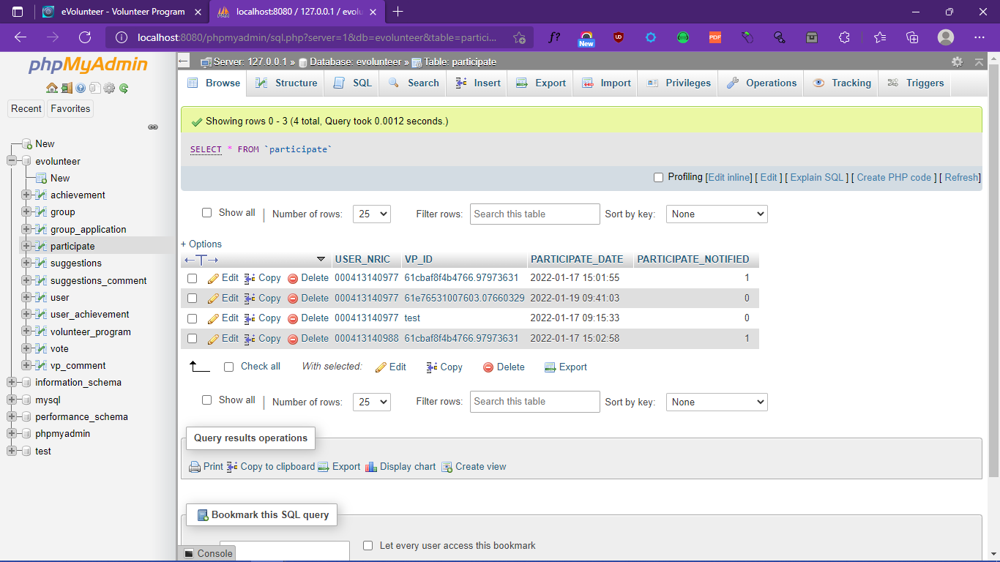 eVolunteer - Volunteer Program
localhost:8080 / 127.0.0.1 / evolu
localhost:8080/phpmyadmin/sql.php?server=1&db=evolunteer&table=partici...
f?
New
PDF
phpMyAdmin
Recent
Favorites
New
evolunteer
New
achievement
group
group_application
participate
suggestions
suggestions_comment
user
user_achievement
volunteer_program
vote
vp_comment
information_schema
mysql
performance_schema
phpmyadmin
test
Server: 127.0.0.1 » Database: evolunteer » Table: participate
Browse Structure SQL Search Insert Export Import Privileges Operations Tracking Triggers
Showing rows 0 - 3 (4 total, Query took 0.0012 seconds.)
SELECT * FROM `participate`
Profiling [Edit inline] [ Edit ] [ Explain SQL ] [ Create PHP code ] [ Refresh]
Show all | Number of rows: 25 Filter rows: Search this table Sort by key: None
+ Options
USER_NRIC VP_ID PARTICIPATE_DATE PARTICIPATE_NOTIFIED
Edit Copy Delete 000413140977 61cbaf8f4b4766.97973631 2022-01-17 15:01:55 1
Edit Copy Delete 000413140977 61e76531007603.07660329 2022-01-19 09:41:03 0
Edit Copy Delete 000413140977 test 2022-01-17 09:15:33 0
Edit Copy Delete 000413140988 61cbaf8f4b4766.97973631 2022-01-17 15:02:58 1
Check all With selected: Edit Copy Delete Export
Show all | Number of rows: 25 Filter rows: Search this table Sort by key: None
Query results operations
Print Copy to clipboard Export Display chart Create view
Bookmark this SQL query
Let every user access this bookmark
Console